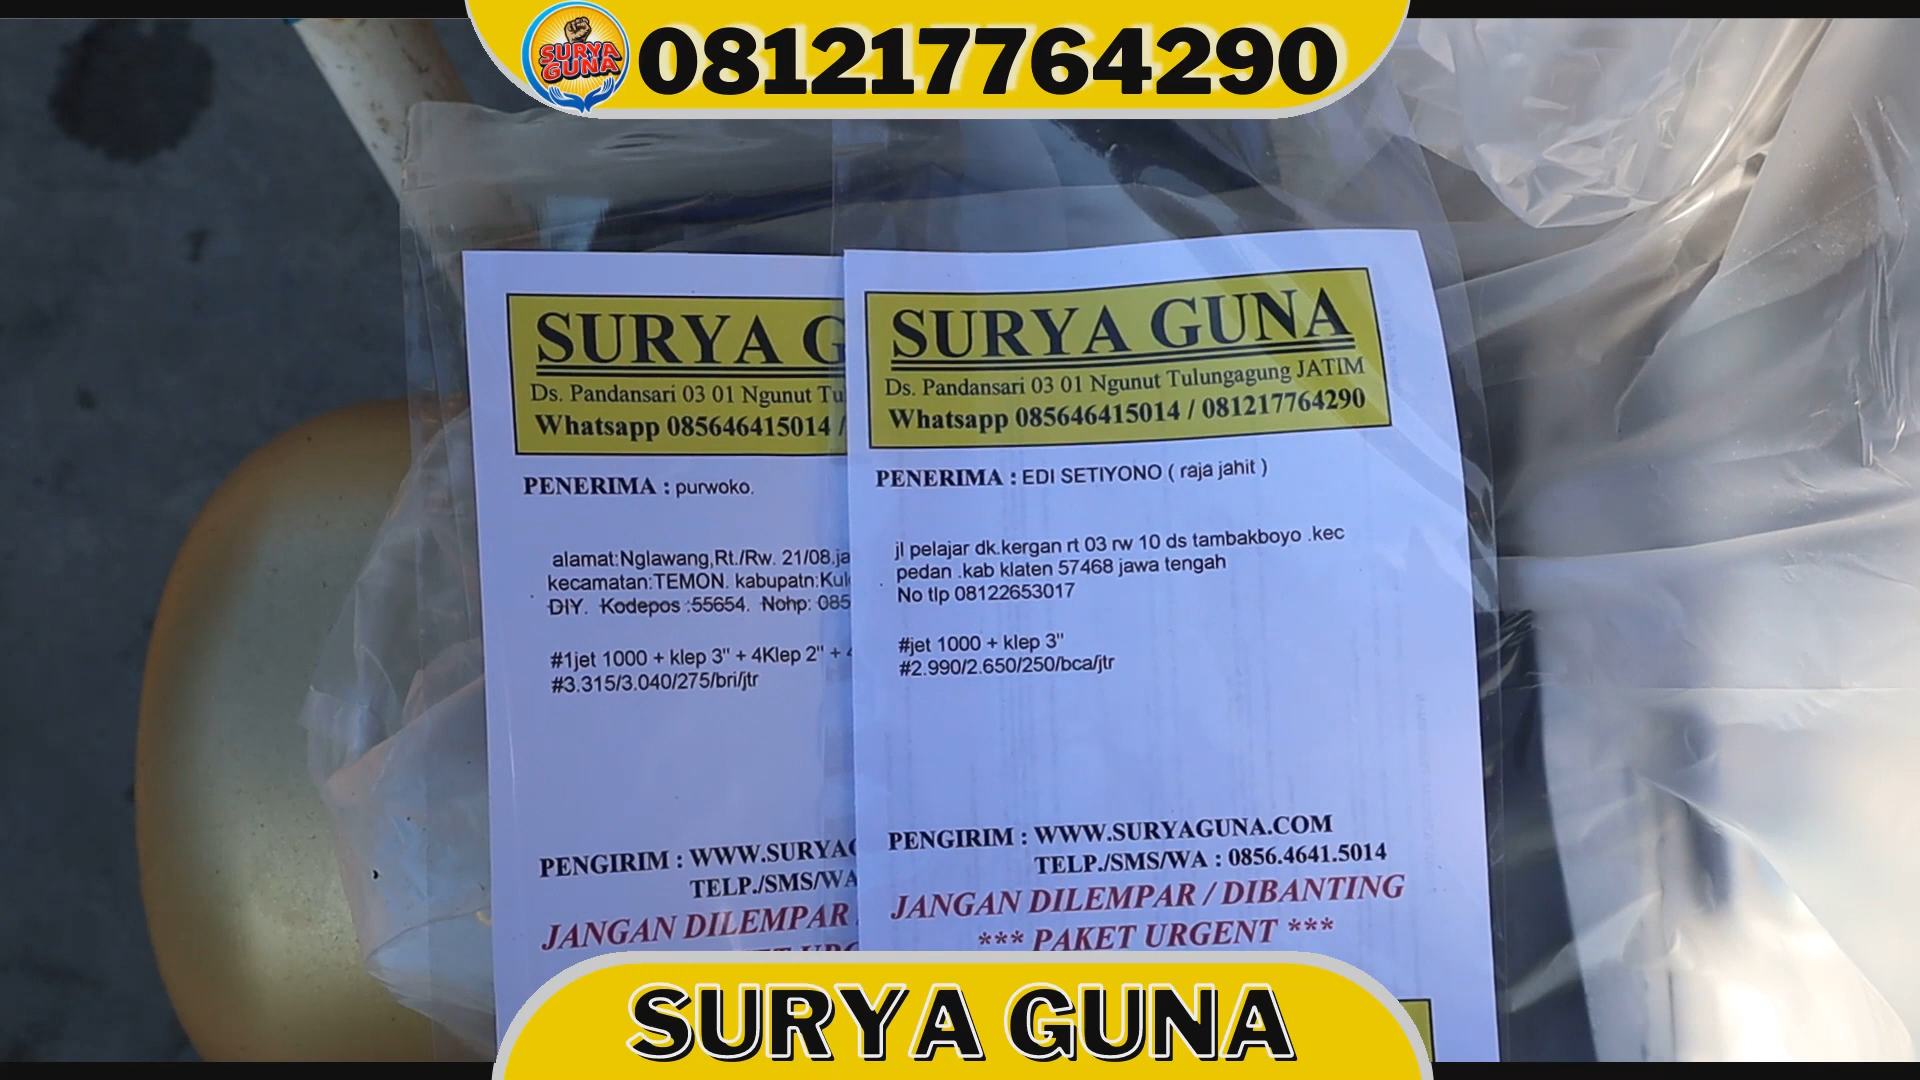 SURYA GUNA
081217764290
SURYA G
Ds. Pandansari 03 01 Ngunut Tu
Whatsapp 085646415014 /
PENERIMA : purwoko.
alamat:Nglawang,Rt./Rw. 21/08.ja
kecamatan:TEMON. kabupatn:Kul
DIY. Kodepos :55654. Nohp: 085
#1jet 1000 + klep 3" + 4Klep 2" +
#3.315/3.040/275/bri/jtr
PENGIRIM : WWW.SURYAG
TELP./SMS/WA
JANGAN DILEMPAR
SURYA GUNA
Ds. Pandansari 03 01 Ngunut Tulungagung JATIM
Whatsapp 085646415014 / 081217764290
PENERIMA : EDI SETIYONO ( raja jahit )
jl pelajar dk.kergan rt 03 rw 10 ds tambakboyo .kec
pedan .kab klaten 57468 jawa tengah
No tlp 08122653017
#jet 1000 + klep 3"
#2.990/2.650/250/bca/jtr
PENGIRIM : WWW.SURYAGUNA.COM
TELP./SMS/WA : 0856.4641.5014
JANGAN DILEMPAR / DIBANTING
*** PAKET URGENT ***
SURYA GUNA